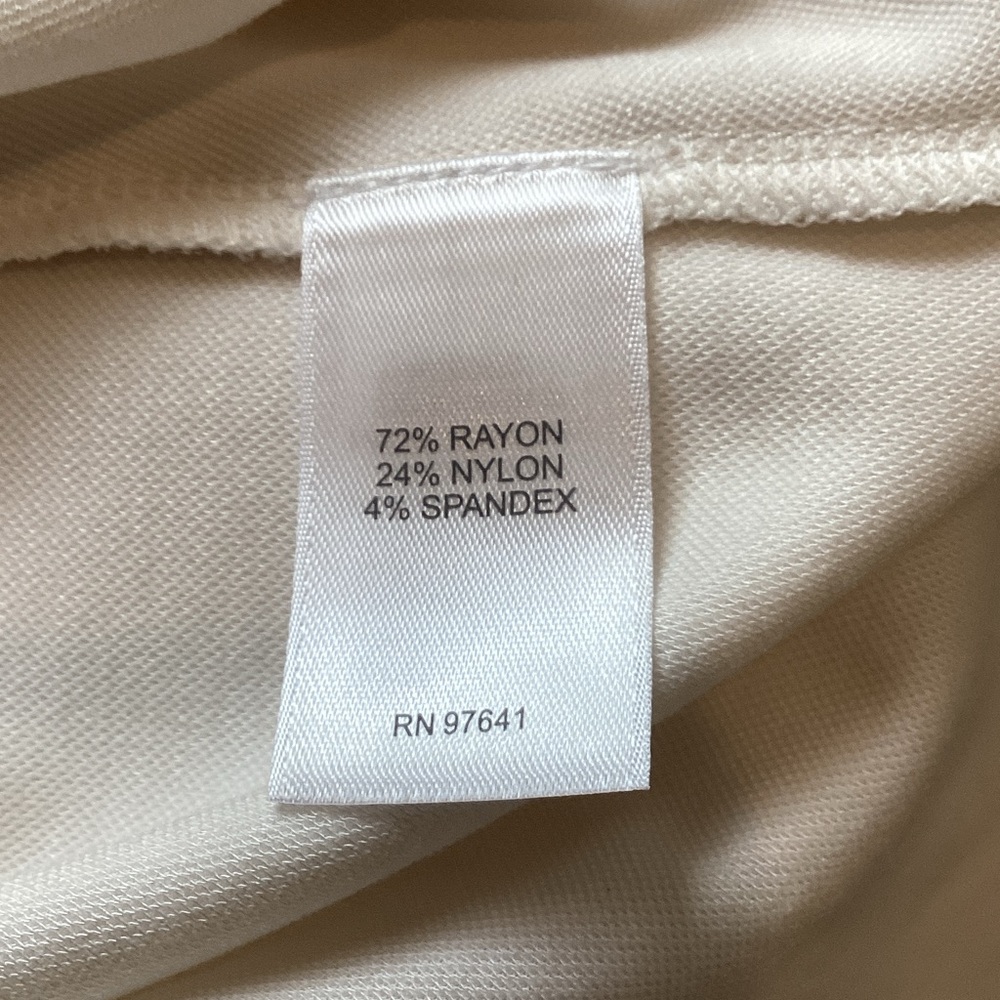 72% RAYON
24% NYLON
4% SPANDEX
RN 97641